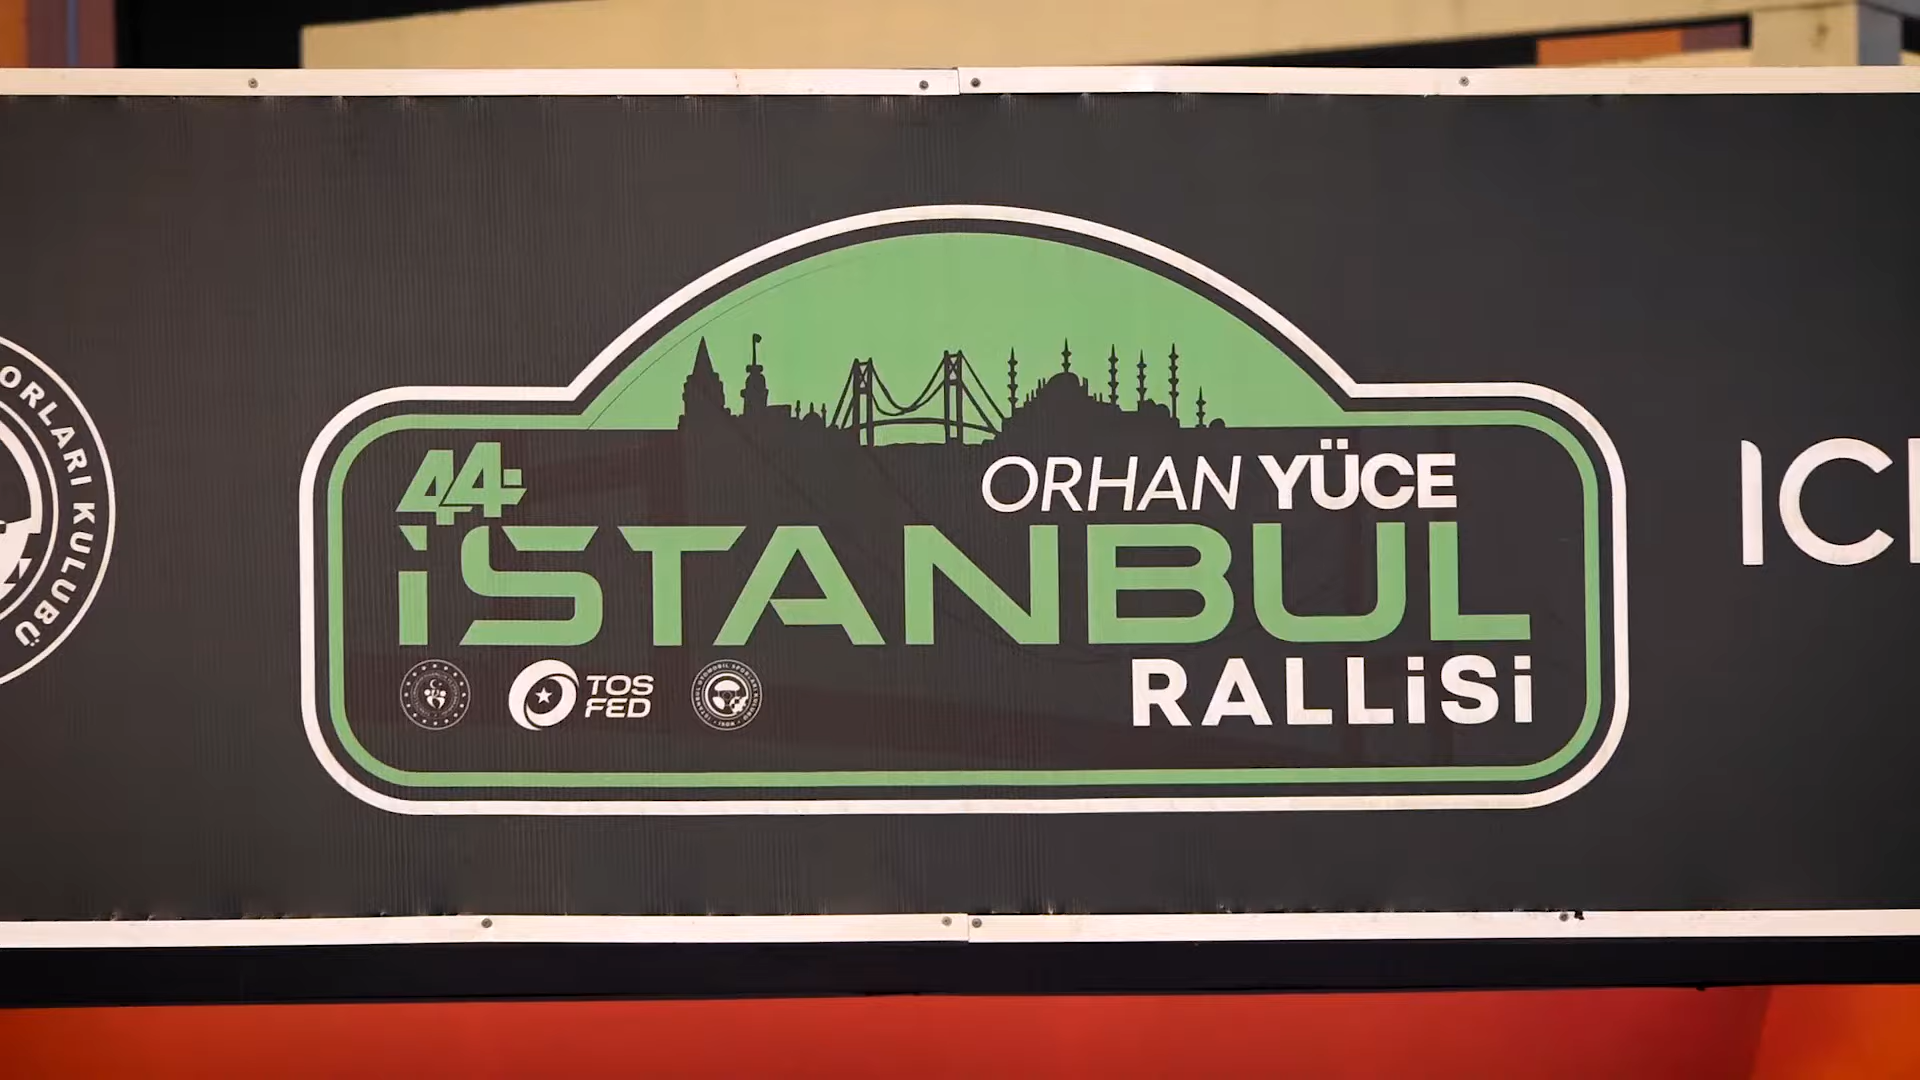 ORLARI KULÜBÜ
44.
ORHAN YÜCE
İSTANBUL
RALLİSİ
TOS
FED
IC